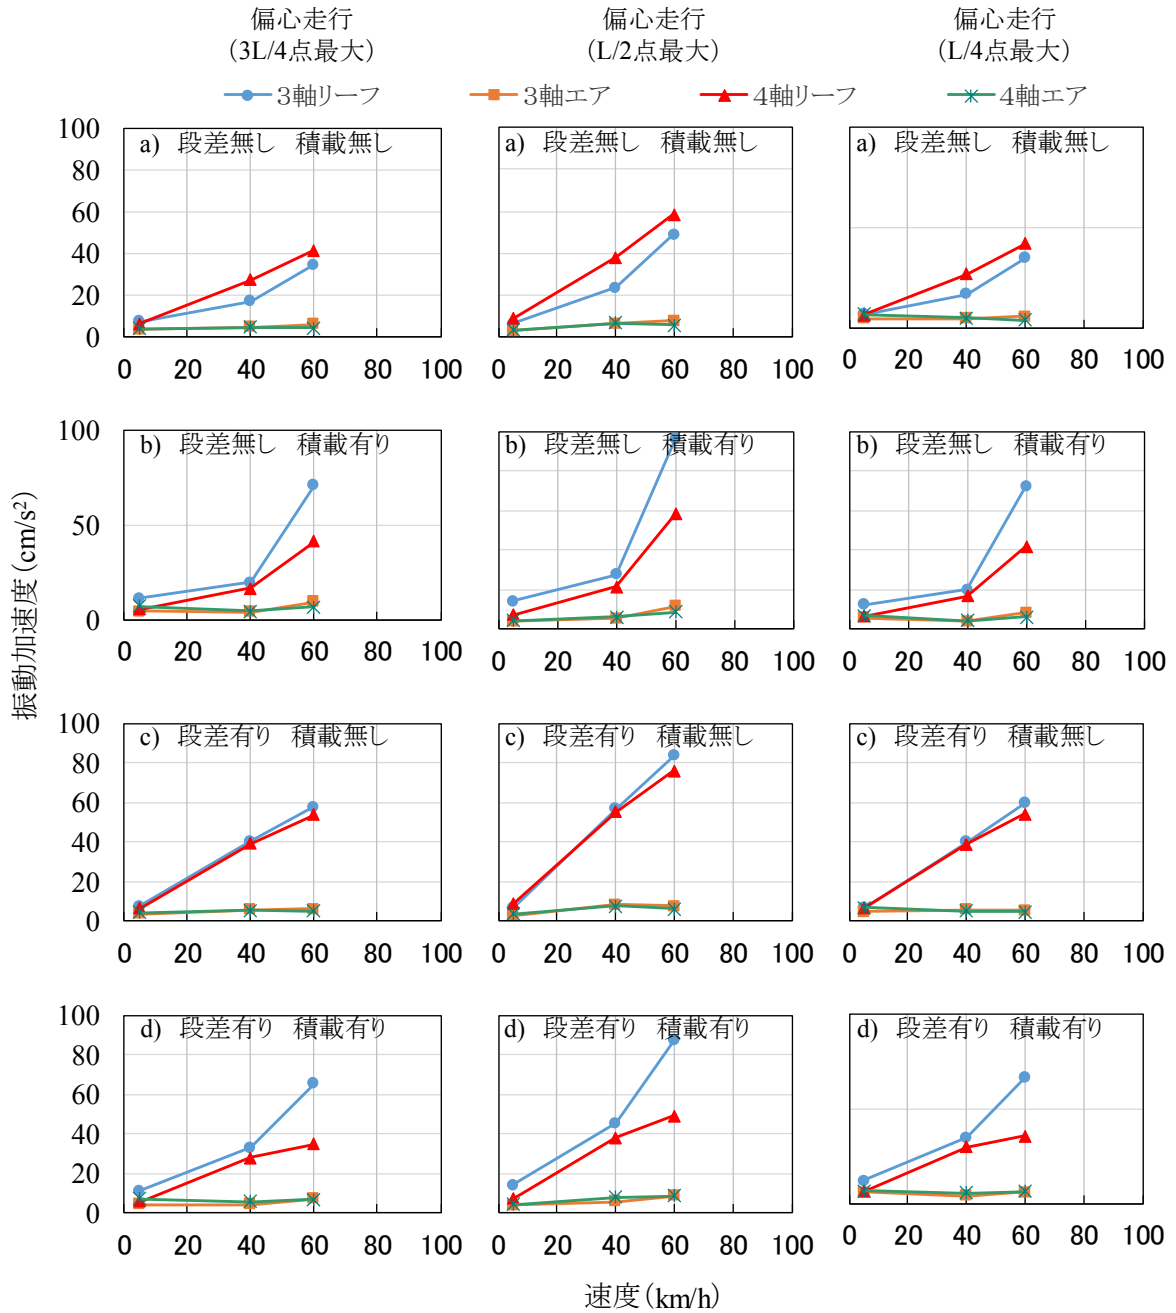 偏心走行
(3L/4点最大)
偏心走行
(L/2点最大)
偏心走行
(L/4点最大)
3軸リーフ 3軸エア 4軸リーフ 4軸エア
a) 段差無し 積載無し
a) 段差無し 積載無し
a) 段差無し 積載無し
100
80
60
40
20
0
0 20 40 60 80 100
0 20 40 60 80 100
0 20 40 60 80 100
b) 段差無し 積載有り
b) 段差無し 積載有り
b) 段差無し 積載有り
100
50
0
0 20 40 60 80 100
0 20 40 60 80 100
0 20 40 60 80 100
振動加速度(cm/s²)
c) 段差有り 積載無し
c) 段差有り 積載無し
c) 段差有り 積載無し
100
80
60
40
20
0
0 20 40 60 80 100
0 20 40 60 80 100
0 20 40 60 80 100
d) 段差有り 積載有り
d) 段差有り 積載有り
d) 段差有り 積載有り
100
80
60
40
20
0
0 20 40 60 80 100
0 20 40 60 80 100
0 20 40 60 80 100
速度(km/h)